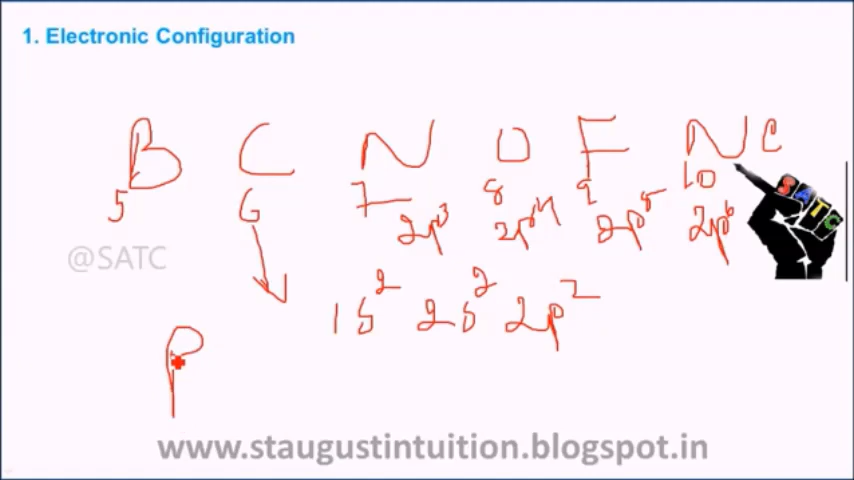 1. Electronic Configuration
B C N O F Ne
5 6 7 8 9 10
2p³ 2p⁴ 2p⁵ 2p⁶
@SATC
SATC
1s² 2s² 2p²
P
www.staugustintuition.blogspot.in